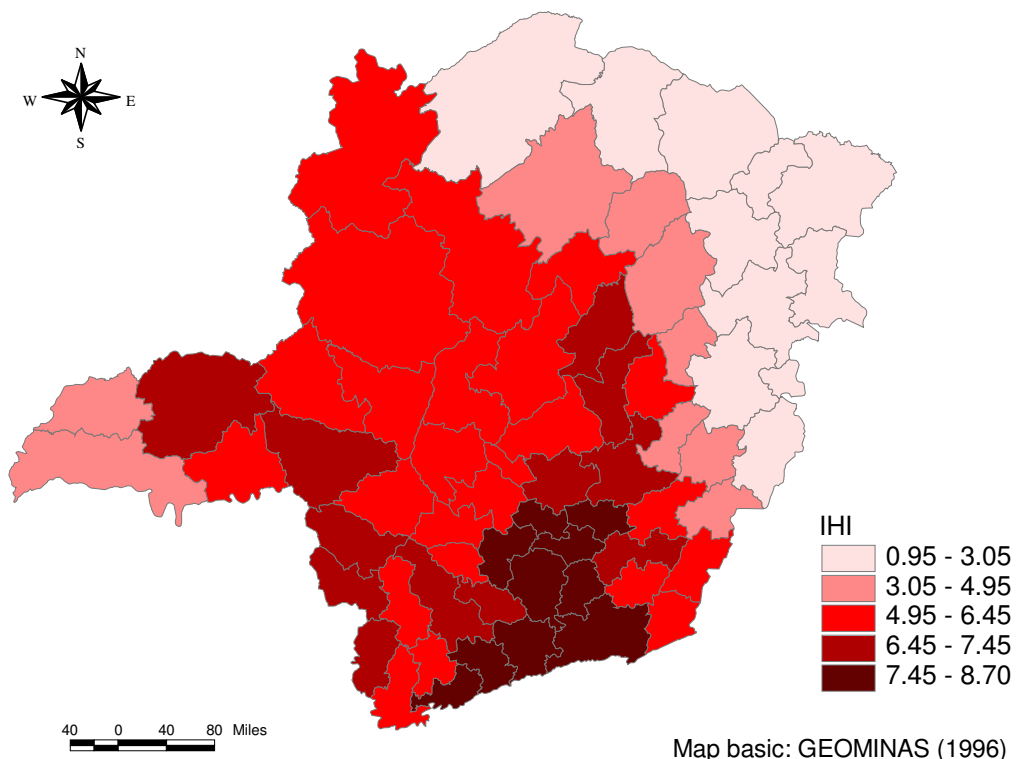 N
W E
S
IHI
0.95 - 3.05
3.05 - 4.95
4.95 - 6.45
6.45 - 7.45
7.45 - 8.70
40 0 40 80 Miles
Map basic: GEOMINAS (1996)